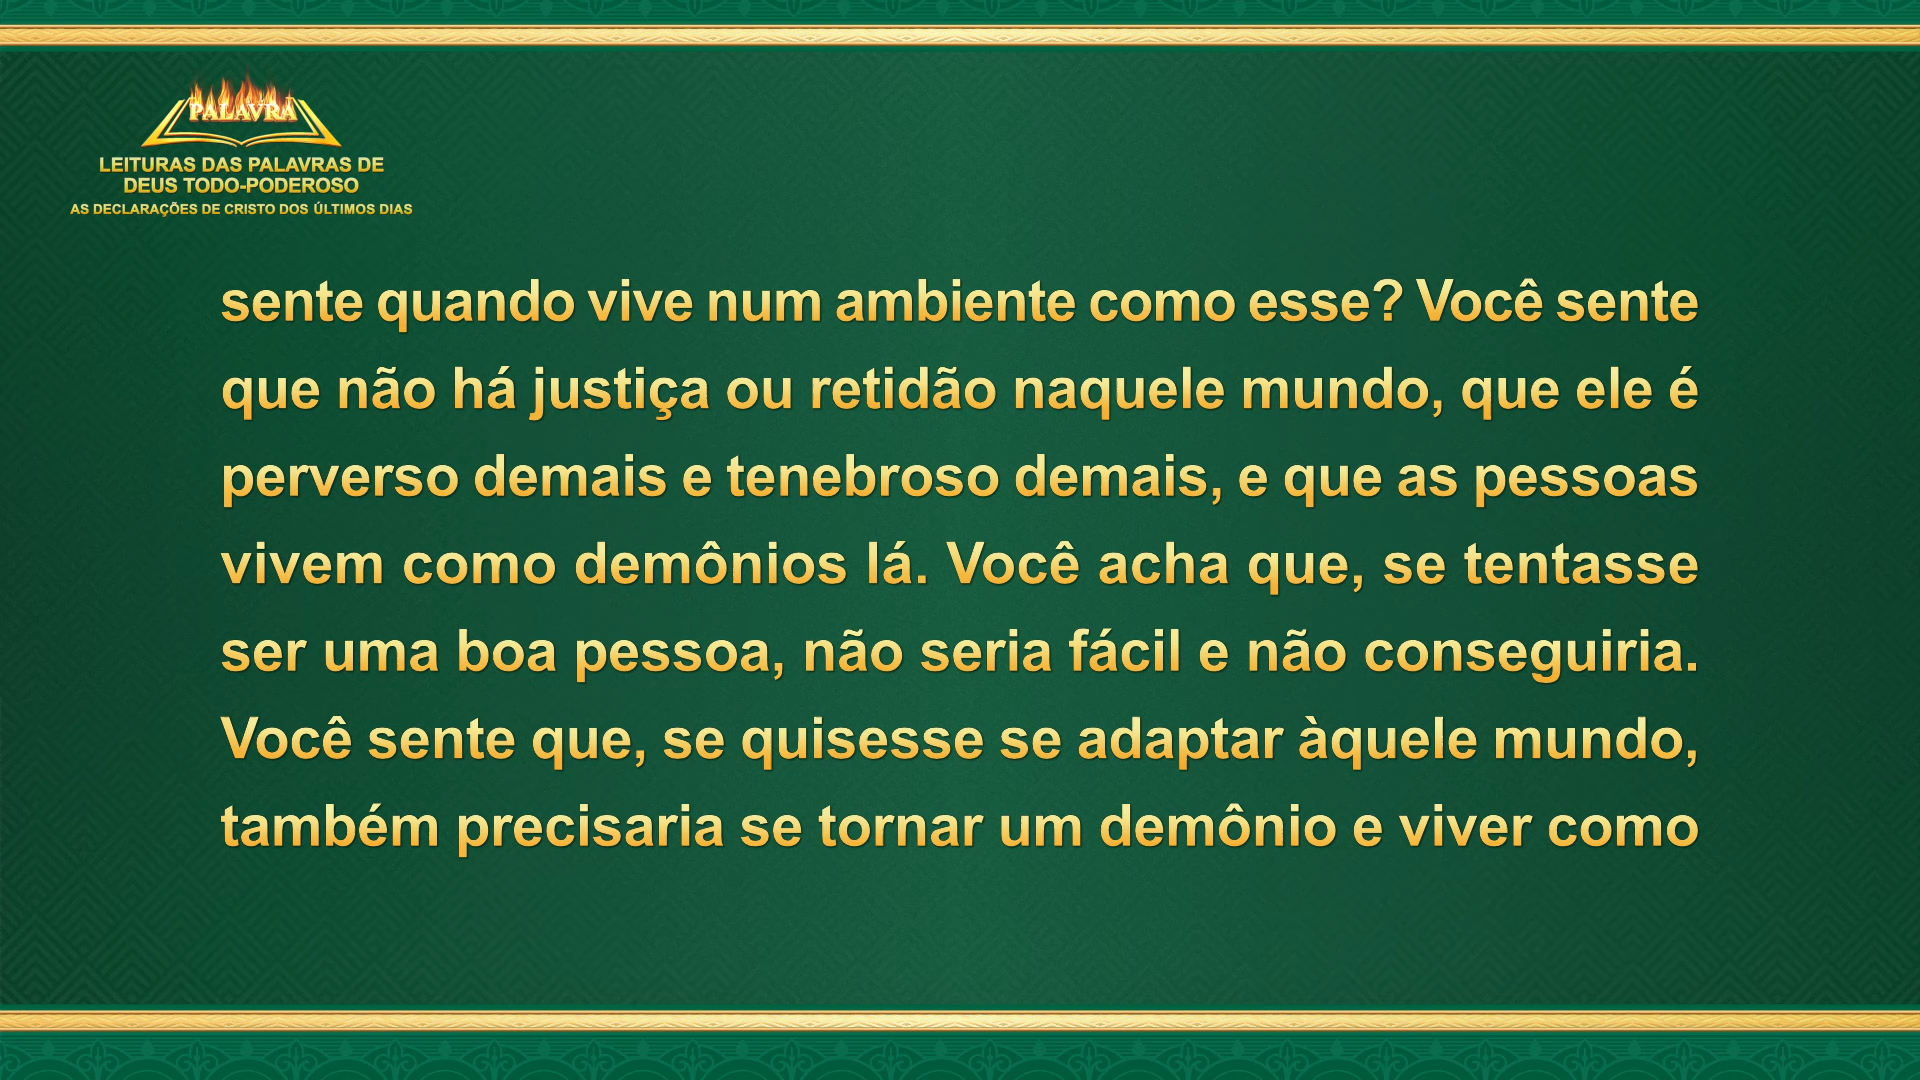 PALAVRA
LEITURAS DAS PALAVRAS DE
DEUS TODO-PODEROSO
AS DECLARAÇÕES DE CRISTO DOS ÚLTIMOS DIAS
sente quando vive num ambiente como esse? Você sente
que não há justiça ou retidão naquele mundo, que ele é
perverso demais e tenebroso demais, e que as pessoas
vivem como demônios lá. Você acha que, se tentasse
ser uma boa pessoa, não seria fácil e não conseguiria.
Você sente que, se quisesse se adaptar àquele mundo,
também precisaria se tornar um demônio e viver como